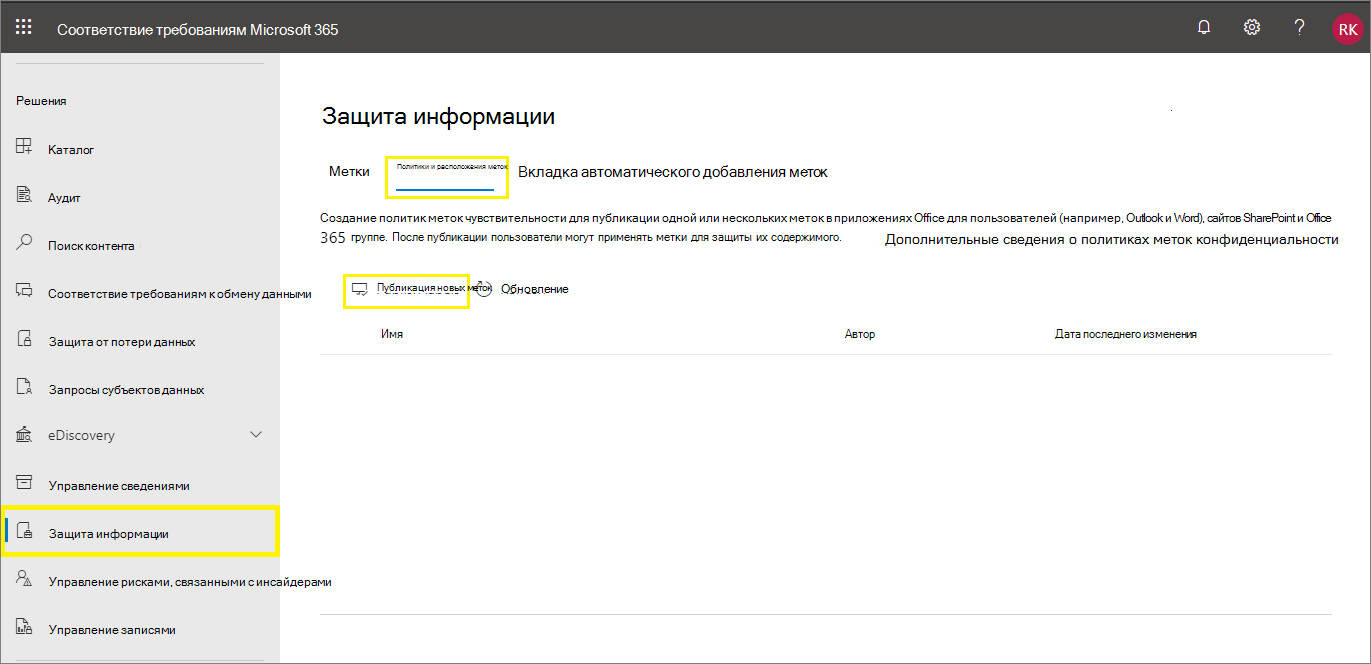 Соответствие требованиям Microsoft 365
?
RK
Решения
Каталог
Аудит
Поиск контента
Соответствие требованиям к обмену данными
Защита от потери данных
Запросы субъектов данных
eDiscovery
Управление сведениями
Защита информации
Управление рисками, связанными с инсайдерами
Управление записями
Защита информации
Метки
Политики и расположения меток
Вкладка автоматического добавления меток
Создание политик меток чувствительности для публикации одной или нескольких меток в приложениях Office для пользователей (например, Outlook и Word), сайтов SharePoint и Office
365 группе. После публикации пользователи могут применять метки для защиты их содержимого.
Дополнительные сведения о политиках меток конфиденциальности
Публикация новых меток
Обновление
Имя
Автор
Дата последнего изменения